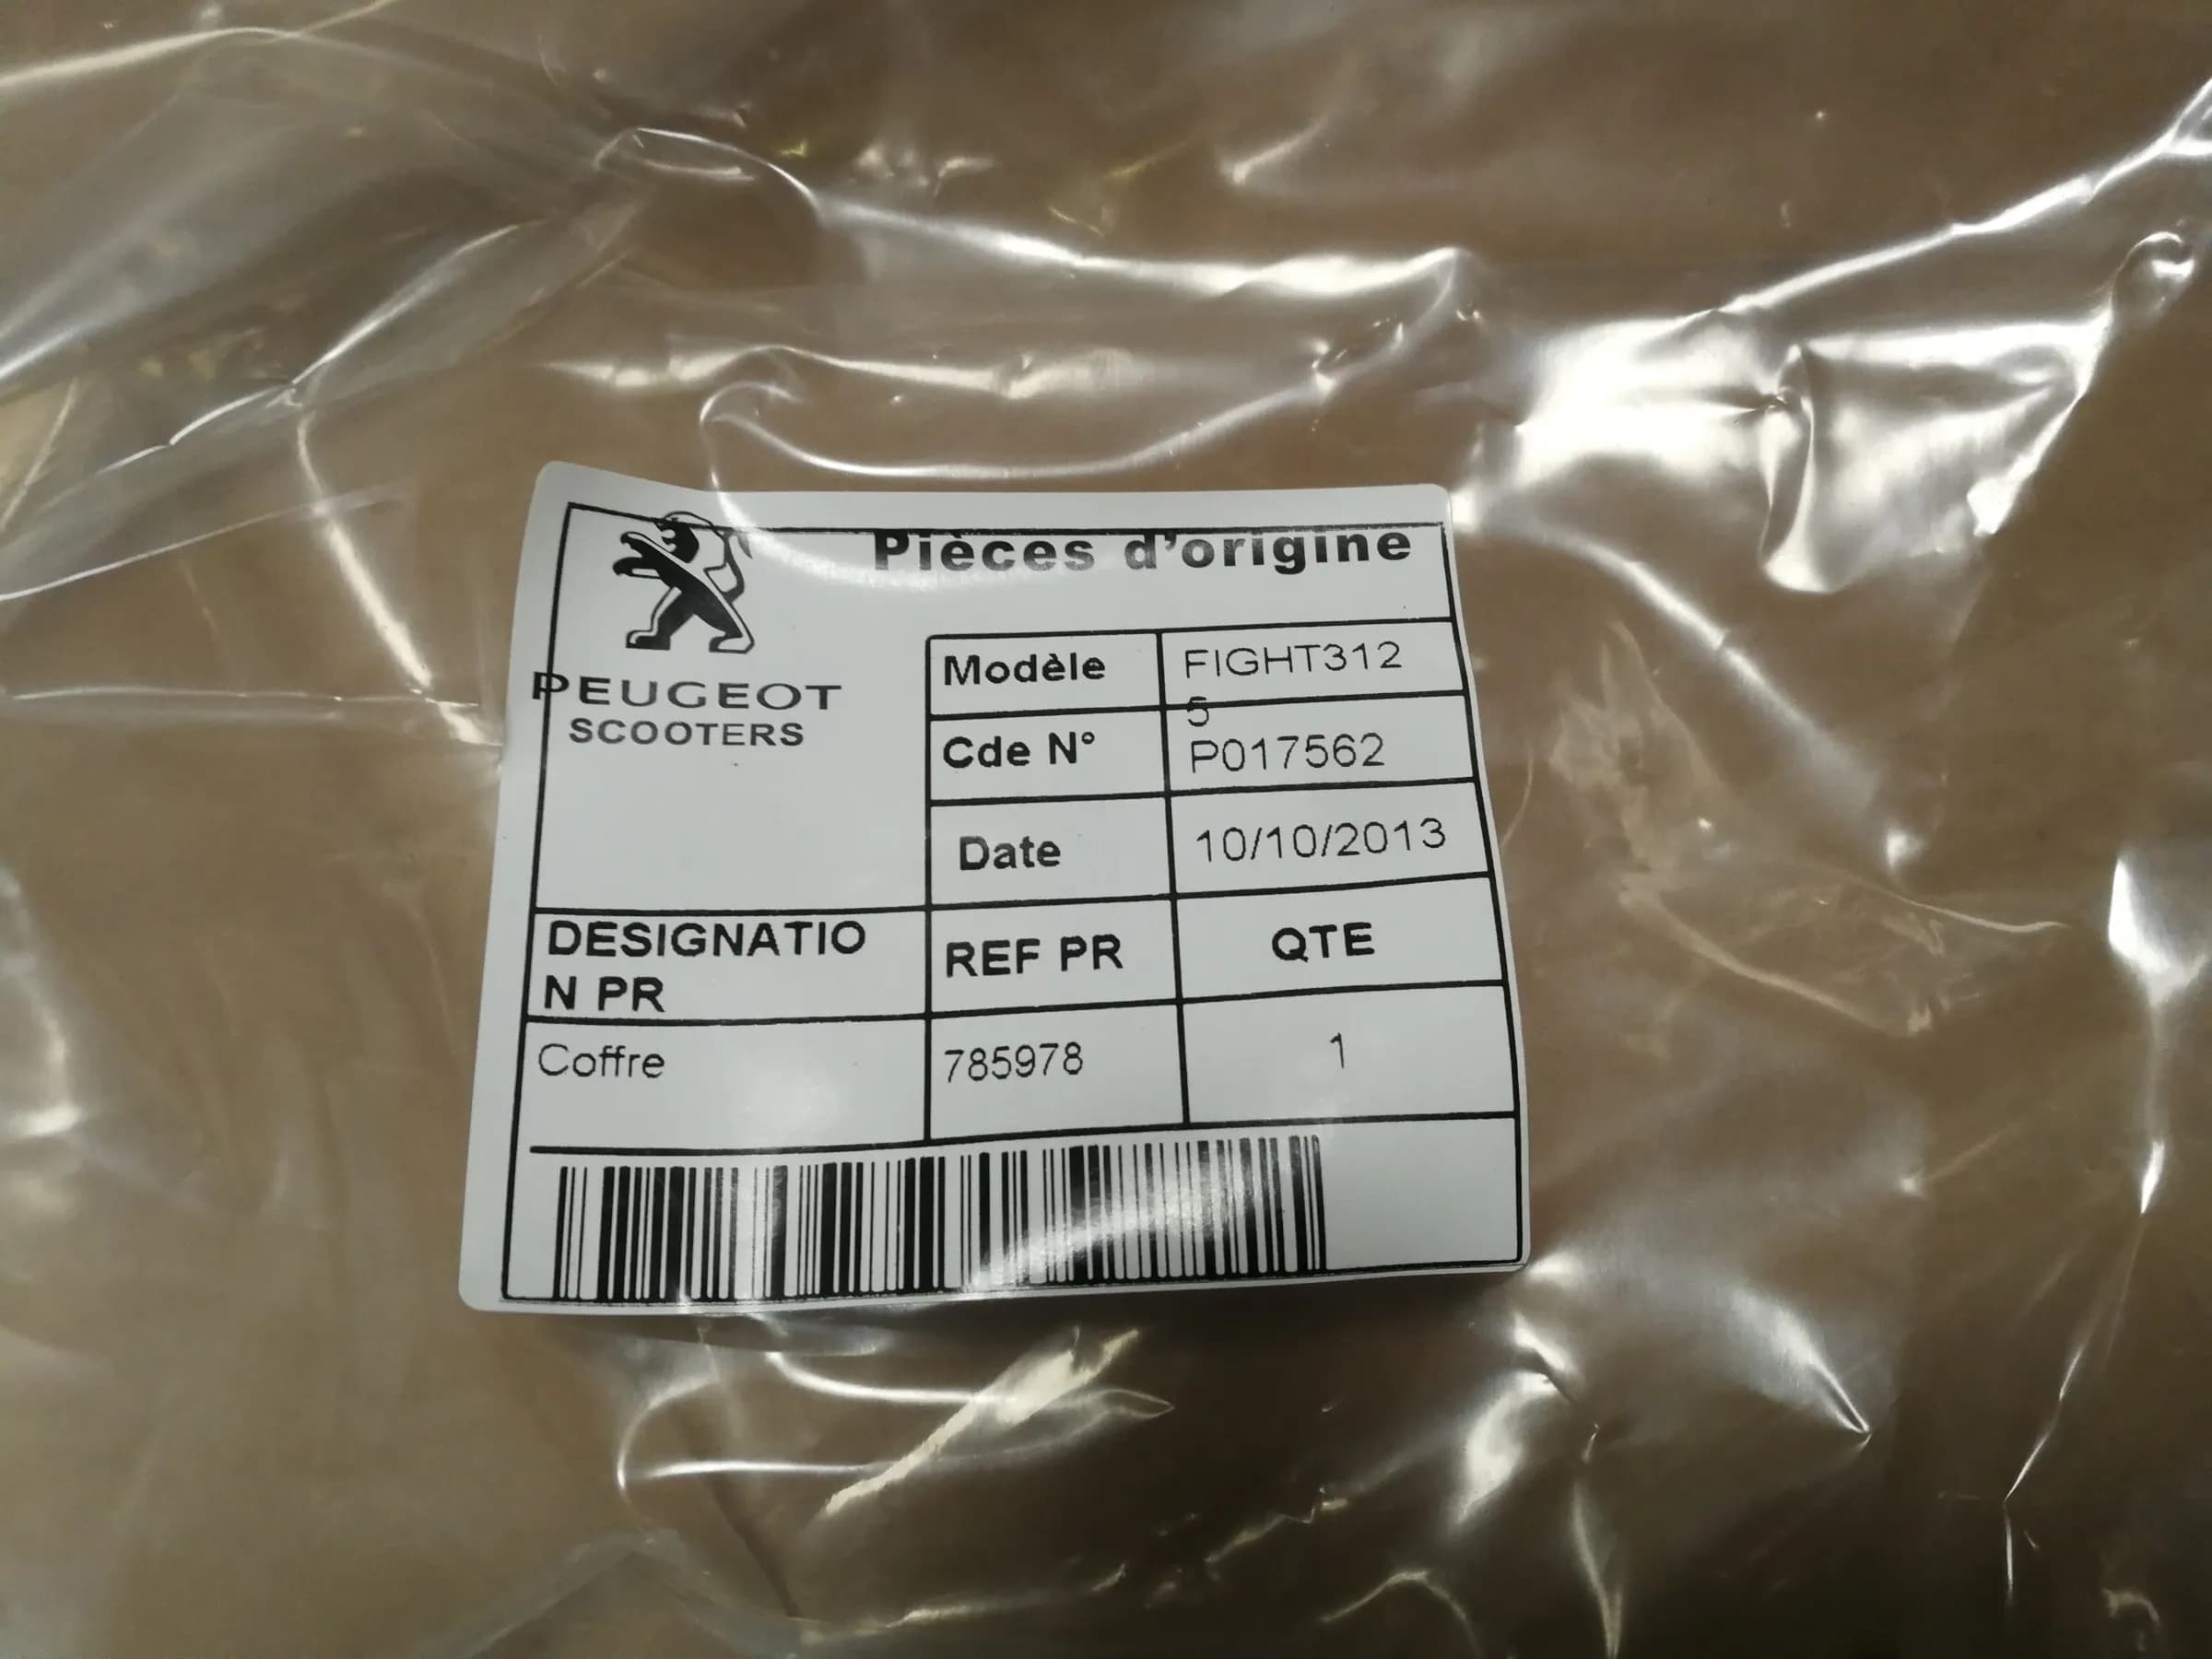 Pièces d'origine
PEUGEOT
SCOOTERS
Modèle
FIGHT312
5
Cde N°
P017562
Date
10/10/2013
DESIGNATIO
N PR
REF PR
QTE
Coffre
785978
1